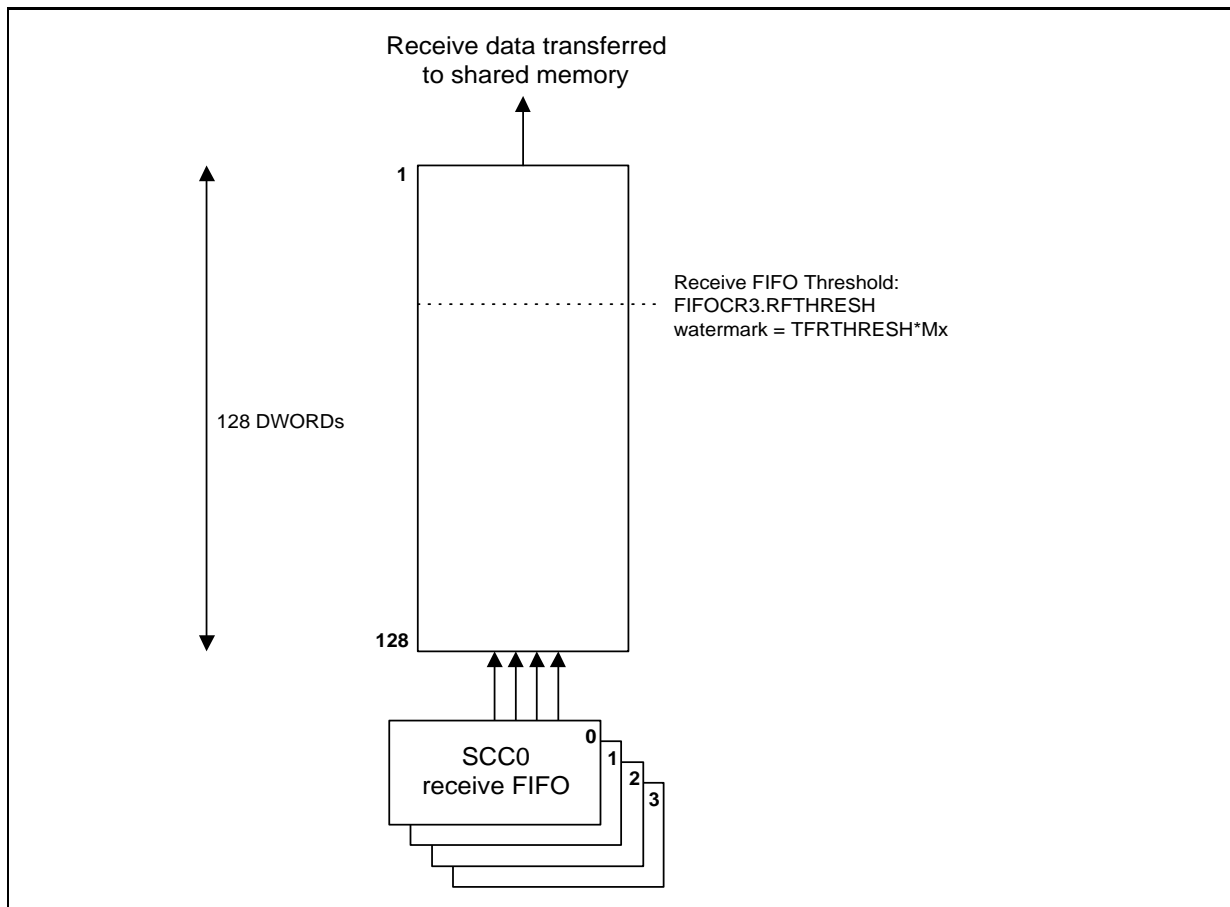 Receive data transferred
to shared memory
1
Receive FIFO Threshold:
FIFOCR3.RFTHRESH
watermark = TFRTHRESH*Mx
128 DWORDs
128
0
SCC0
receive FIFO
1
2
3